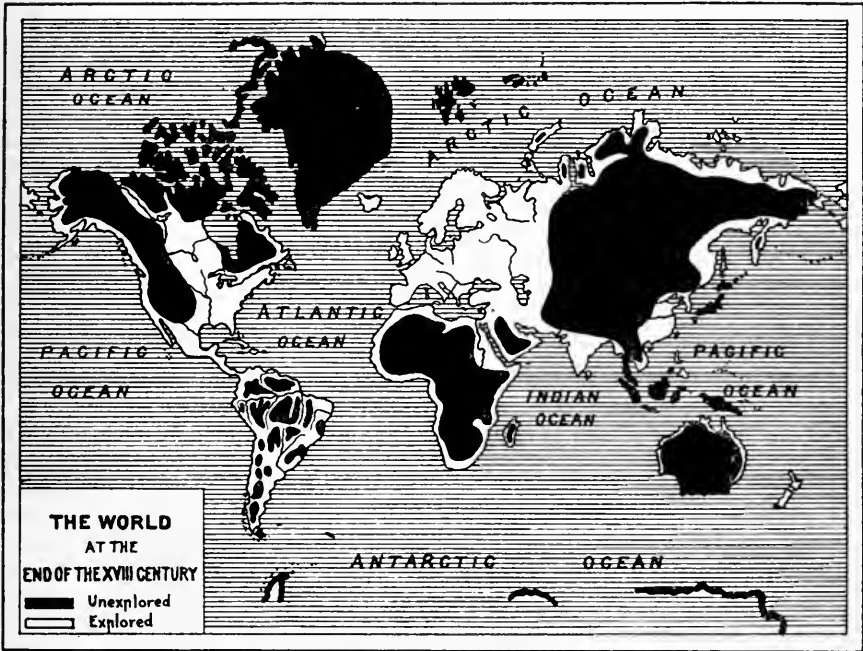 ARCTIC
OCEAN
ARCTIC OCEAN
ATLANTIC
OCEAN
PACIFIC
OCEAN
INDIAN
OCEAN
PACIFIC
OCEAN
ANTARCTIC OCEAN
THE WORLD
AT THE
END OF THE XVIII CENTURY
Unexplored
Explored